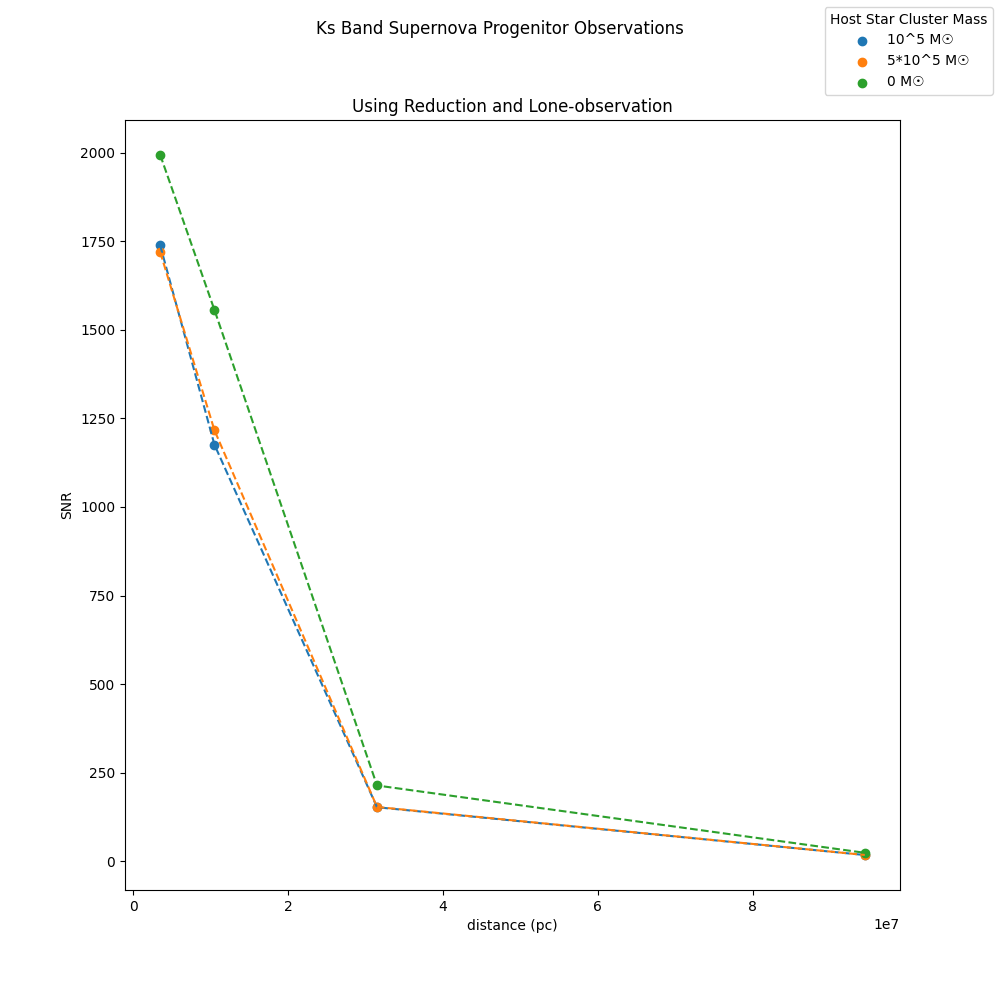 Ks Band Supernova Progenitor Observations
Host Star Cluster Mass
10^5 M☉
5*10^5 M☉
0 M☉
Using Reduction and Lone-observation
2000
1750
1500
1250
1000
750
500
250
0
SNR
0 2 4 6 8
1e7
distance (pc)